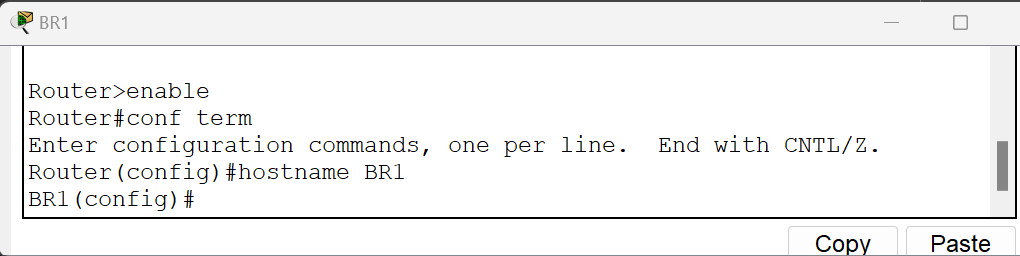 BR1
Router>enable
Router#conf term
Enter configuration commands, one per line.  End with CNTL/Z.
Router(config)#hostname BR1
BR1(config)#
Copy Paste